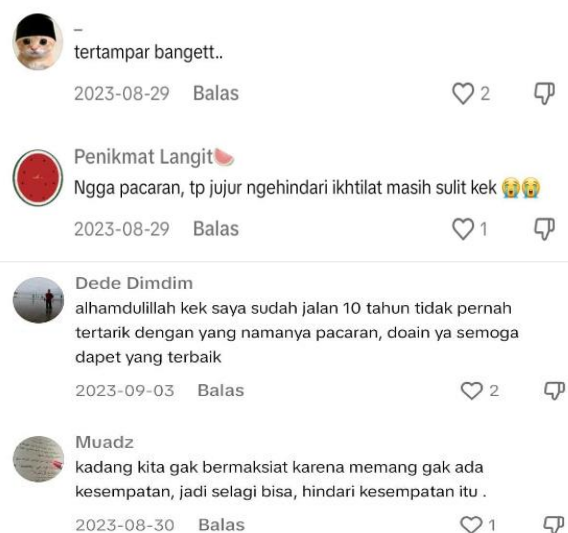 _
tertampar bangett..
2023-08-29 Balas 2
Penikmat Langit🍉
Ngga pacaran, tp jujur ngehindari ikhtilat masih sulit kek 😭😭
2023-08-29 Balas 1
Dede Dimdim
alhamdulillah kek saya sudah jalan 10 tahun tidak pernah
tertarik dengan yang namanya pacaran, doain ya semoga
dapet yang terbaik
2023-09-03 Balas 2
Muadz
kadang kita gak bermaksiat karena memang gak ada
kesempatan, jadi selagi bisa, hindari kesempatan itu .
2023-08-30 Balas 1